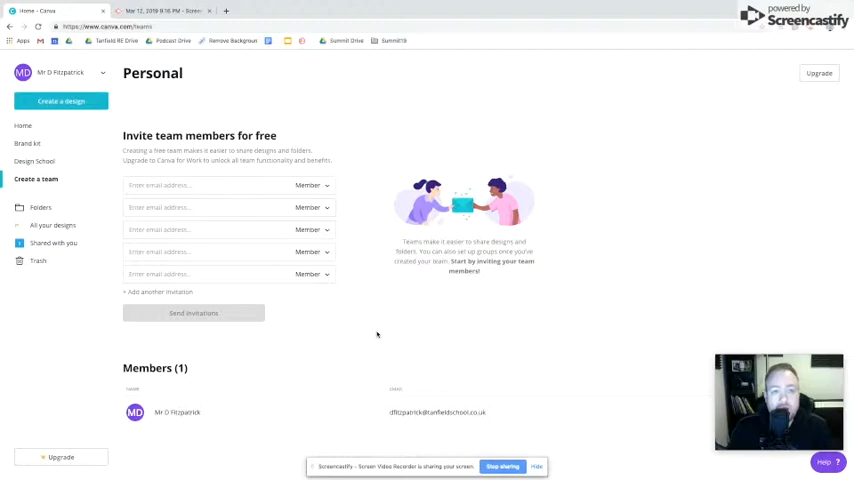 Home - Canva
Mar 12, 2019 9:16 PM - Screen
powered by
Screencastify
https://www.canva.com/teams
Apps
Tanfield RE Drive
Podcast Drive
Remove Backgroun
Summit Drive
Summit19
MD
Mr D Fitzpatrick
Personal
Upgrade
Create a design
Home
Brand kit
Design School
Create a team
Folders
All your designs
Shared with you
Trash
Upgrade
Invite team members for free
Creating a free team makes it easier to share designs and folders.
Upgrade to Canva for Work to unlock all team functionality and benefits.
Enter email address... Member
Enter email address... Member
Enter email address... Member
Enter email address... Member
Enter email address... Member
+ Add another invitation
Send invitations
Teams make it easier to share designs and
folders. You can also set up groups once you've
created your team. Start by inviting your team
members!
Members (1)
NAME
EMAIL
MD
Mr D Fitzpatrick
dfitzpatrick@tanfieldschool.co.uk
Screencastify - Screen Video Recorder is sharing your screen.
Stop sharing
Hide
Help ?